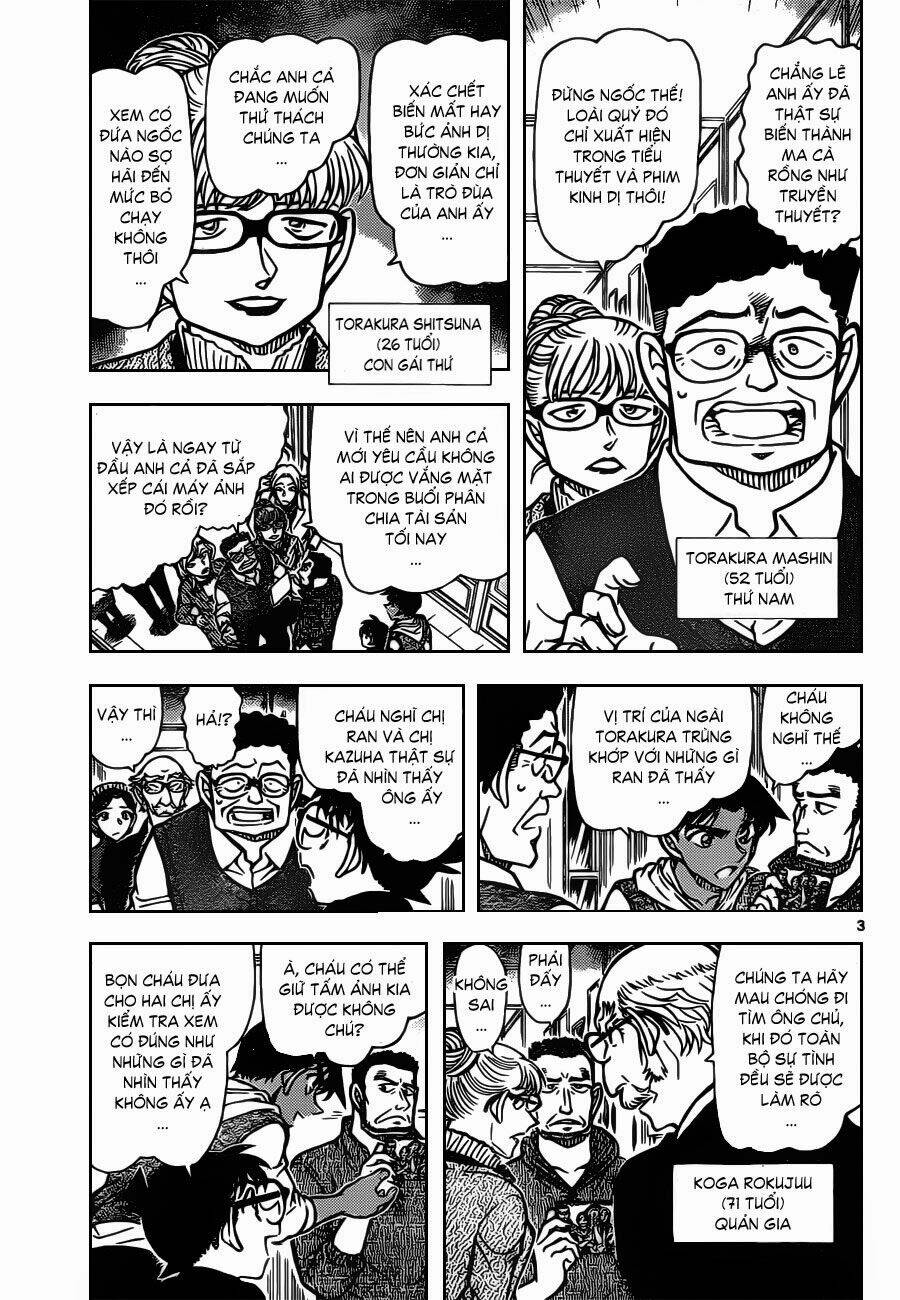 CHẲNG LẼ
ANH ẤY ĐÃ
THẬT SỰ
BIẾN THÀNH
MA CÀ
RỒNG NHƯ
TRUYỀN
THUYẾT?
ĐỪNG NGỐC THẾ!
LOÀI QUỶ ĐÓ
CHỈ XUẤT HIỆN
TRONG TIỂU
THUYẾT VÀ PHIM
KINH DỊ THÔI!
TORAKURA MASHIN
(52 TUỔI)
THỨ NAM
XÁC CHẾT
BIẾN MẤT HAY
BỨC ẢNH DỊ
THƯỜNG KIA,
ĐƠN GIẢN CHỈ
LÀ TRÒ ĐÙA
CỦA ANH ẤY
...
CHẮC ANH CẢ
ĐANG MUỐN
THỬ THÁCH
CHÚNG TA
...
XEM CÓ
ĐỨA NGỐC
NÀO SỢ
HÃI ĐẾN
MỨC BỎ
CHẠY
KHÔNG
THÔI
...
TORAKURA SHITSUNA
(26 TUỔI)
CON GÁI THỨ
VÌ THẾ NÊN ANH CẢ
MỚI YÊU CẦU KHÔNG
AI ĐƯỢC VẮNG MẶT
TRONG BUỔI PHÂN
CHIA TÀI SẢN
TỐI NAY
...
VẬY LÀ NGAY TỪ
ĐẦU ANH CẢ ĐÃ SẮP
XẾP CÁI MÁY ẢNH
ĐÓ RỒI?
CHÁU
KHÔNG
NGHĨ THẾ
...
VỊ TRÍ CỦA NGÀI
TORAKURA TRÙNG
KHỚP VỚI NHỮNG GÌ
RAN ĐÃ THẤY
...
CHÁU NGHĨ CHỊ
RAN VÀ CHỊ
KAZUHA THẬT SỰ
ĐÃ NHÌN THẤY
ÔNG ẤY
...
HẢ!?
VẬY THÌ
...
3
CHÚNG TA HÃY
MAU CHÓNG ĐI
TÌM ÔNG CHỦ,
KHI ĐÓ TOÀN
BỘ SỰ TÌNH
ĐỀU SẼ ĐƯỢC
LÀM RÓ
...
PHẢI
ĐẤY
...
KHÔNG
SAI
...
KOGA ROKUJUU
(71 TUỔI)
QUẢN GIA
À, CHÁU CÓ THỂ
GIỮ TẤM ẢNH KIA
ĐƯỢC KHÔNG
CHÚ?
BỌN CHÁU ĐƯA
CHO HAI CHỊ ẤY
KIỂM TRA XEM
CÓ ĐÚNG NHƯ
NHỮNG GÌ ĐÃ
NHÌN THẤY
KHÔNG ẤY Ạ
...